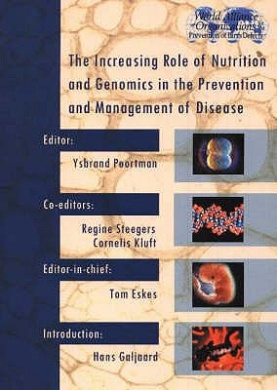 World Alliance
of Organizations
Prevention of Birth Defects
The Increasing Role of Nutrition
and Genomics in the Prevention
and Management of Disease
Editor:
Ysbrand Poortman
Co-editors:
Regine Steegers
Cornelis Kluft
Editor-in-chief:
Tom Eskes
Introduction:
Hans Galjaard